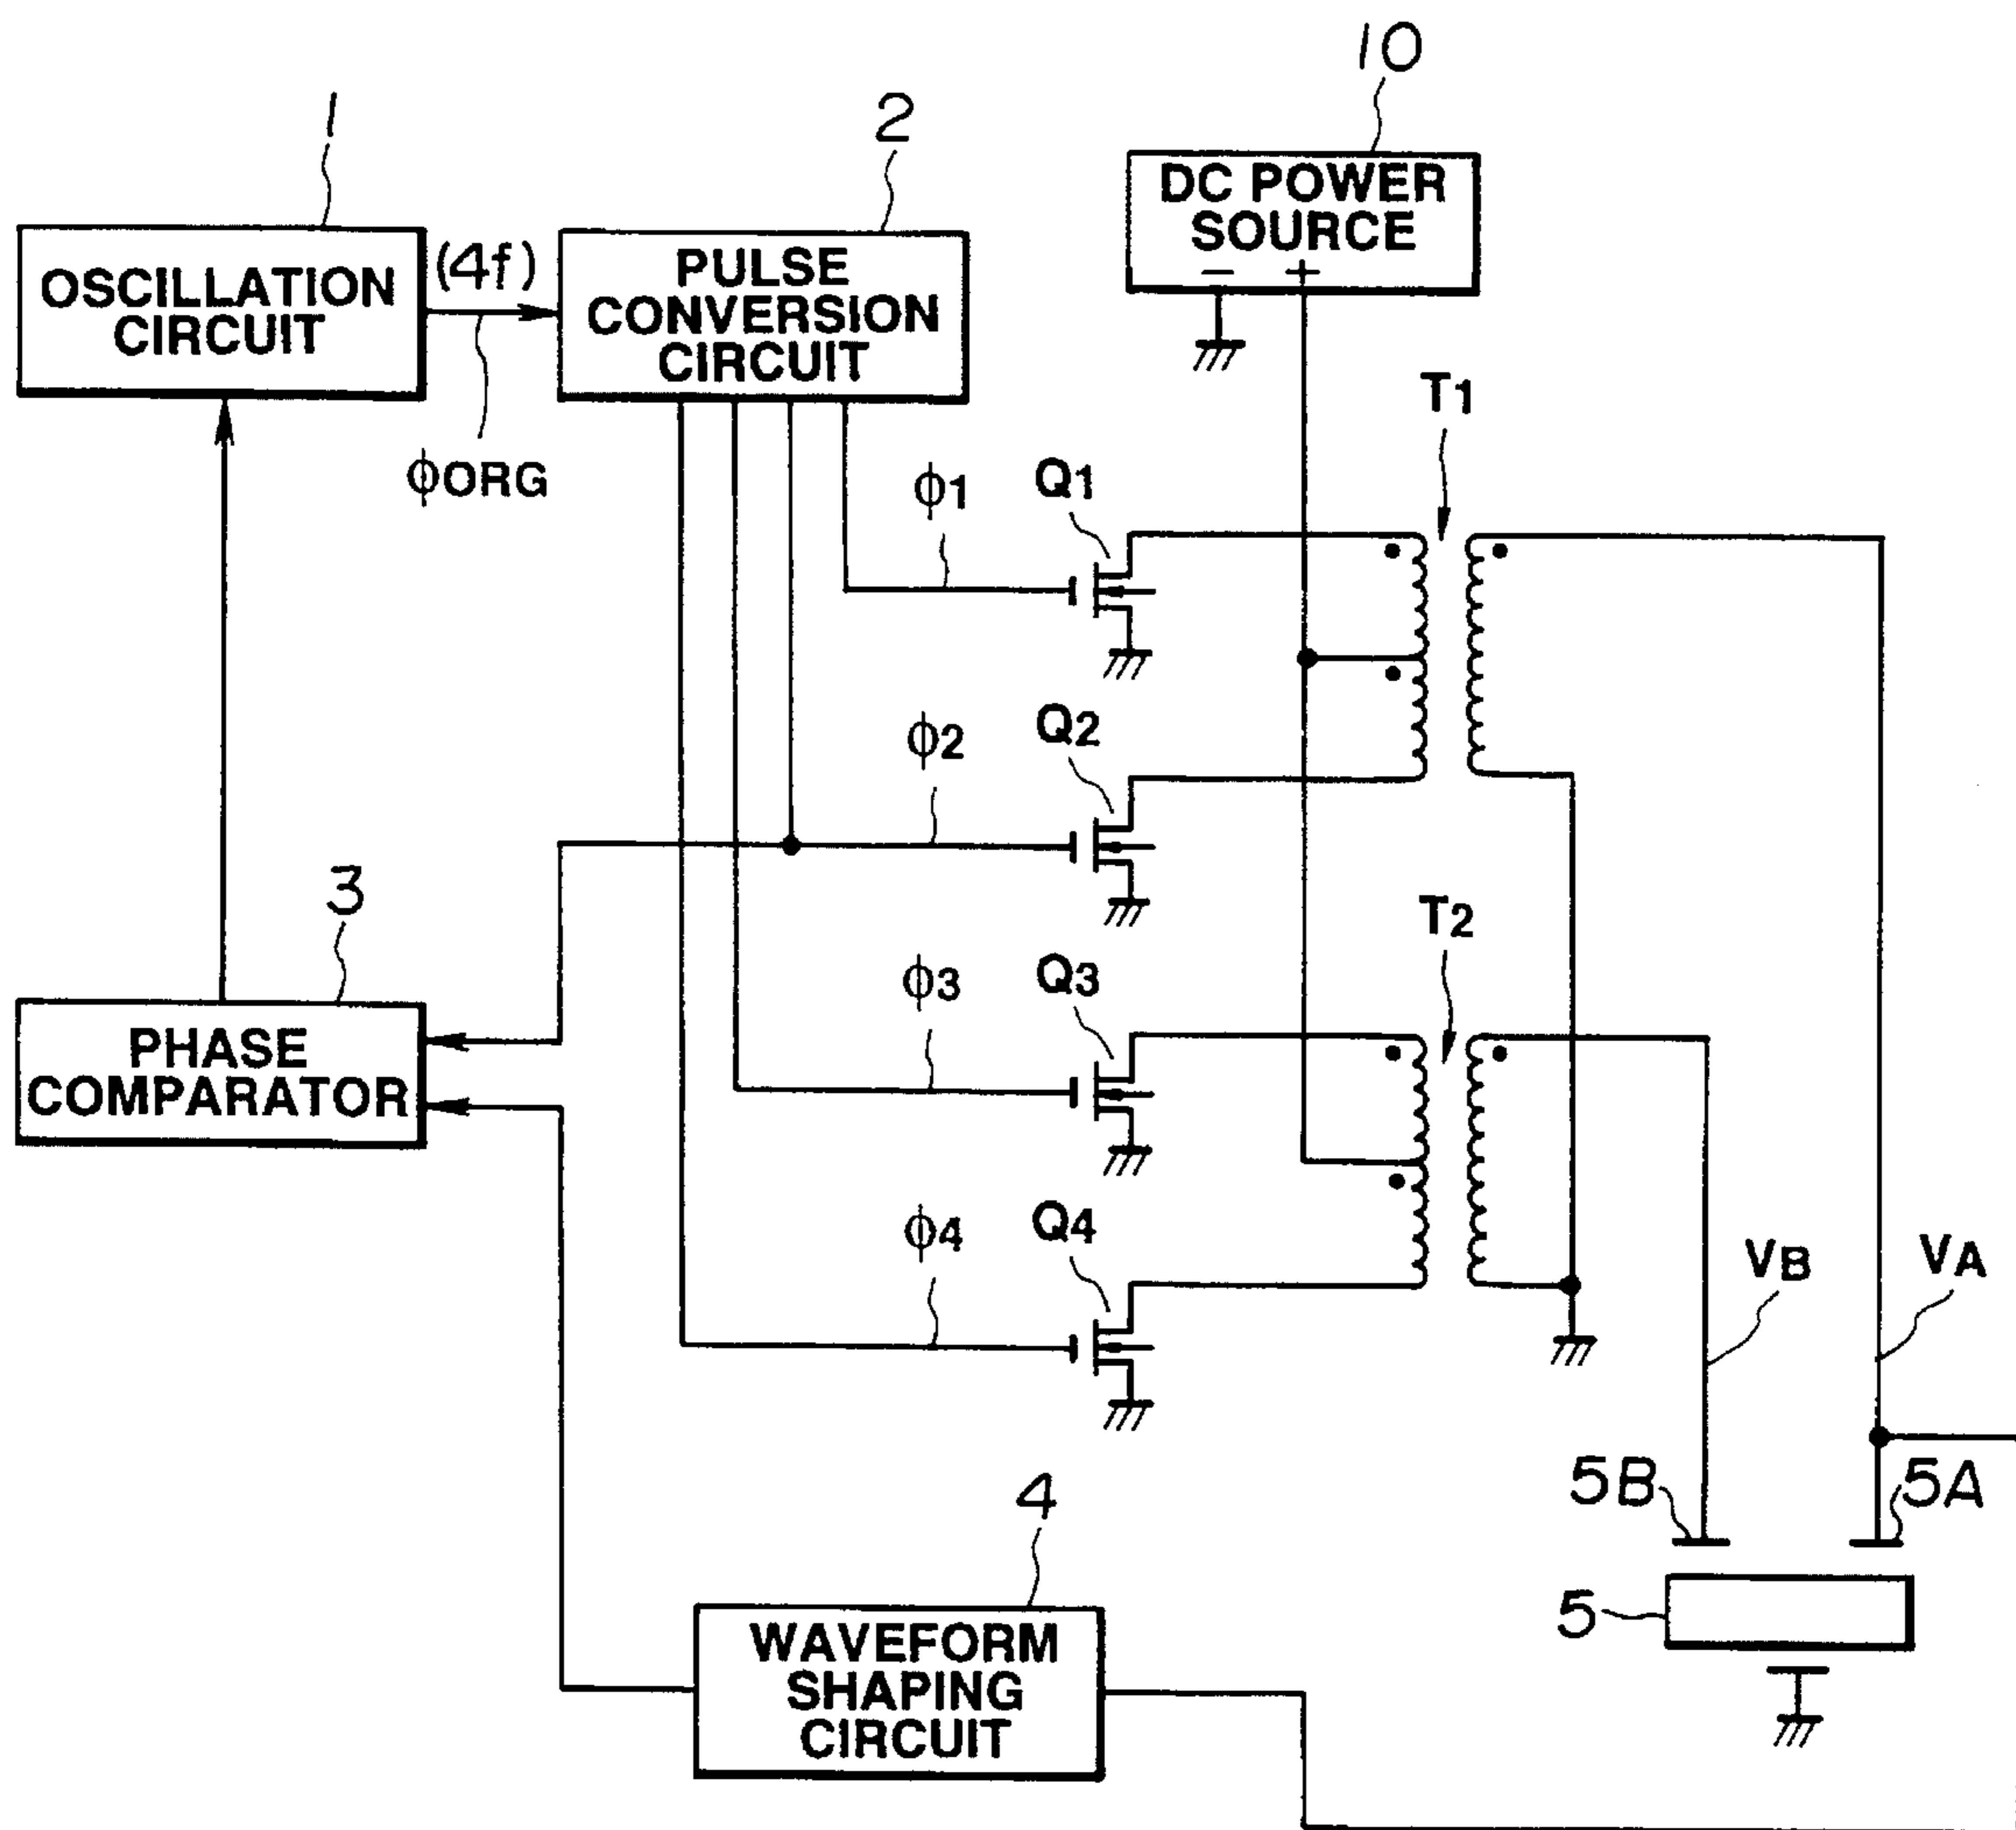 10
1
2
DC POWER
SOURCE
− +
OSCILLATION
CIRCUIT
(4f)
PULSE
CONVERSION
CIRCUIT
ϕORG
T1
ϕ1
Q1
ϕ2
Q2
3
T2
ϕ3
Q3
PHASE
COMPARATOR
ϕ4
Q4
VB
VA
5B
5A
4
5
WAVEFORM
SHAPING
CIRCUIT